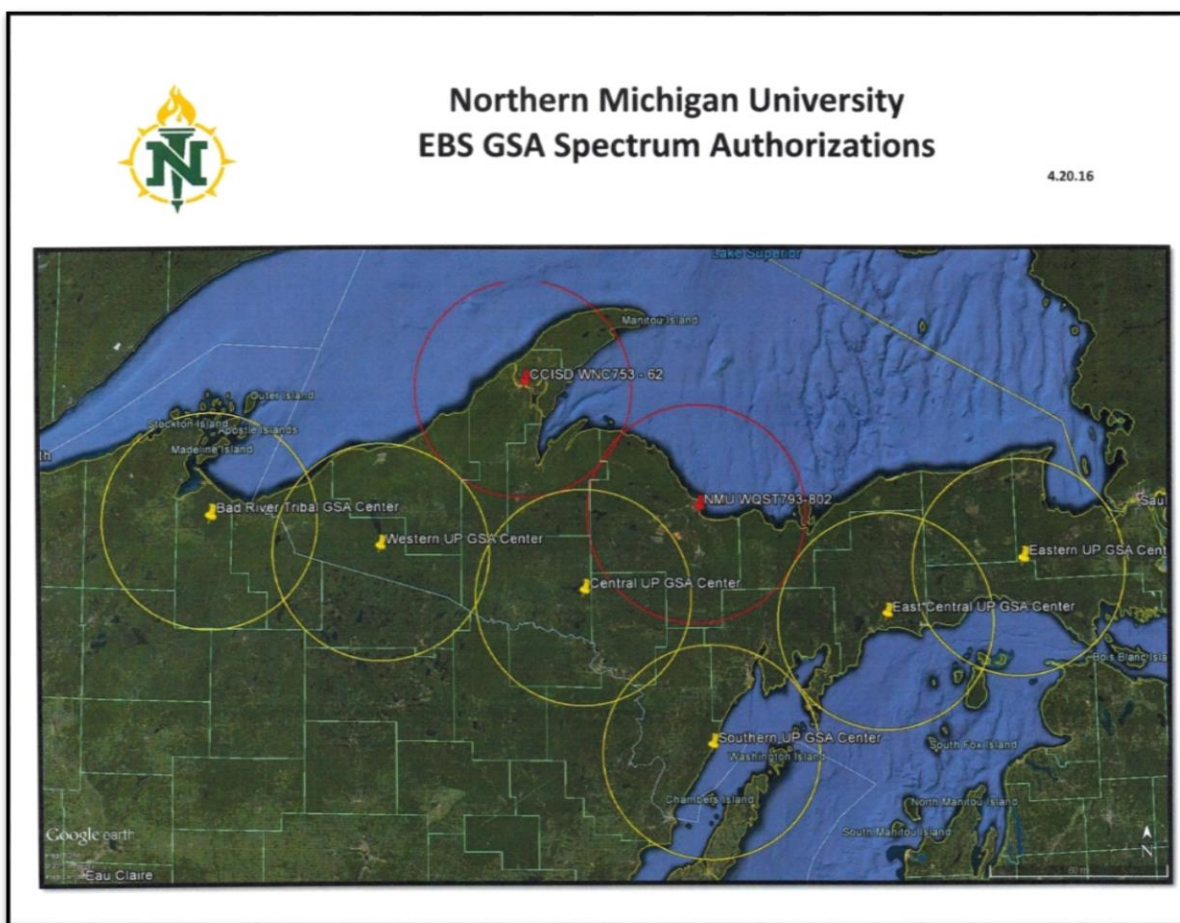 Northern Michigan University
EBS GSA Spectrum Authorizations
4.20.16
N
Lake Superior
Manitou Island
CCISD WNC753 - 62
Outer Island
Stockton Island
Apostle Islands
Madeline Island
th
Bad River Tribal GSA Center
NMU WQST793-802
Sau
Western UP GSA Center
Eastern UP GSA Cent
Central UP GSA Center
East Central UP GSA Center
Bois Blanc Isla
Southern UP GSA Center
Washington Island
South Fox Island
Chambers Island
North Manitou Island
South Manitou Island
Google earth
N
Eau Claire